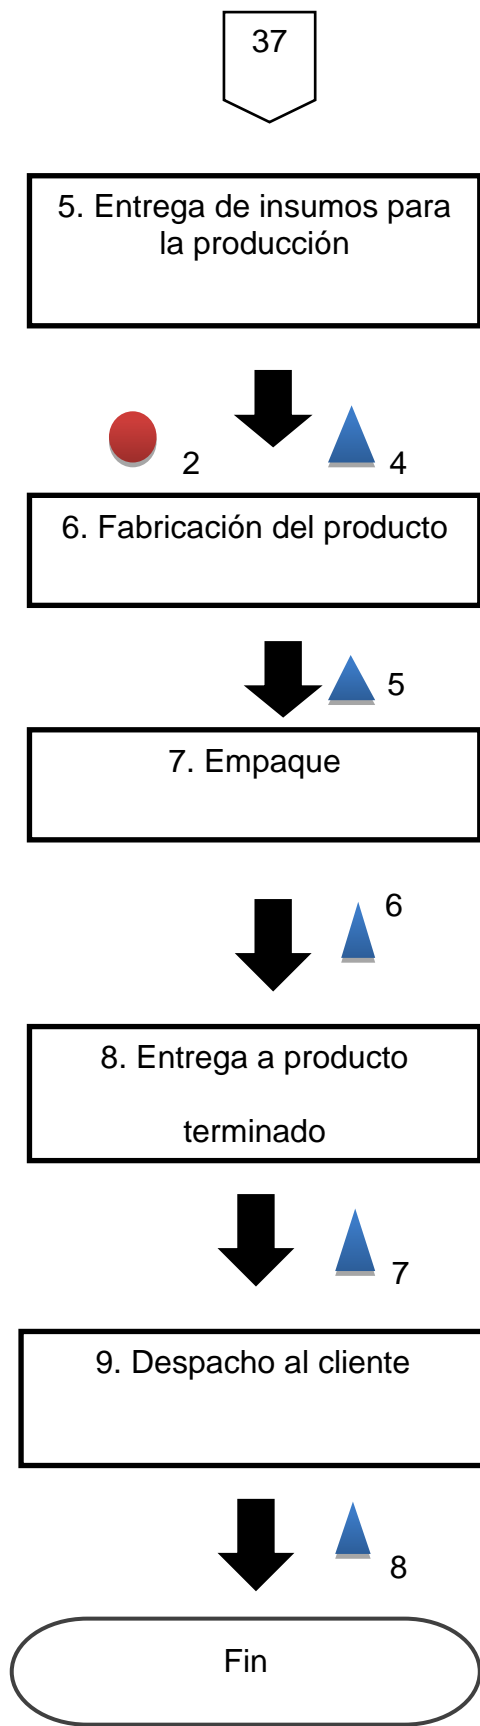 37
5. Entrega de insumos para
la producción
2
4
6. Fabricación del producto
5
7. Empaque
6
8. Entrega a producto
terminado
7
9. Despacho al cliente
8
Fin